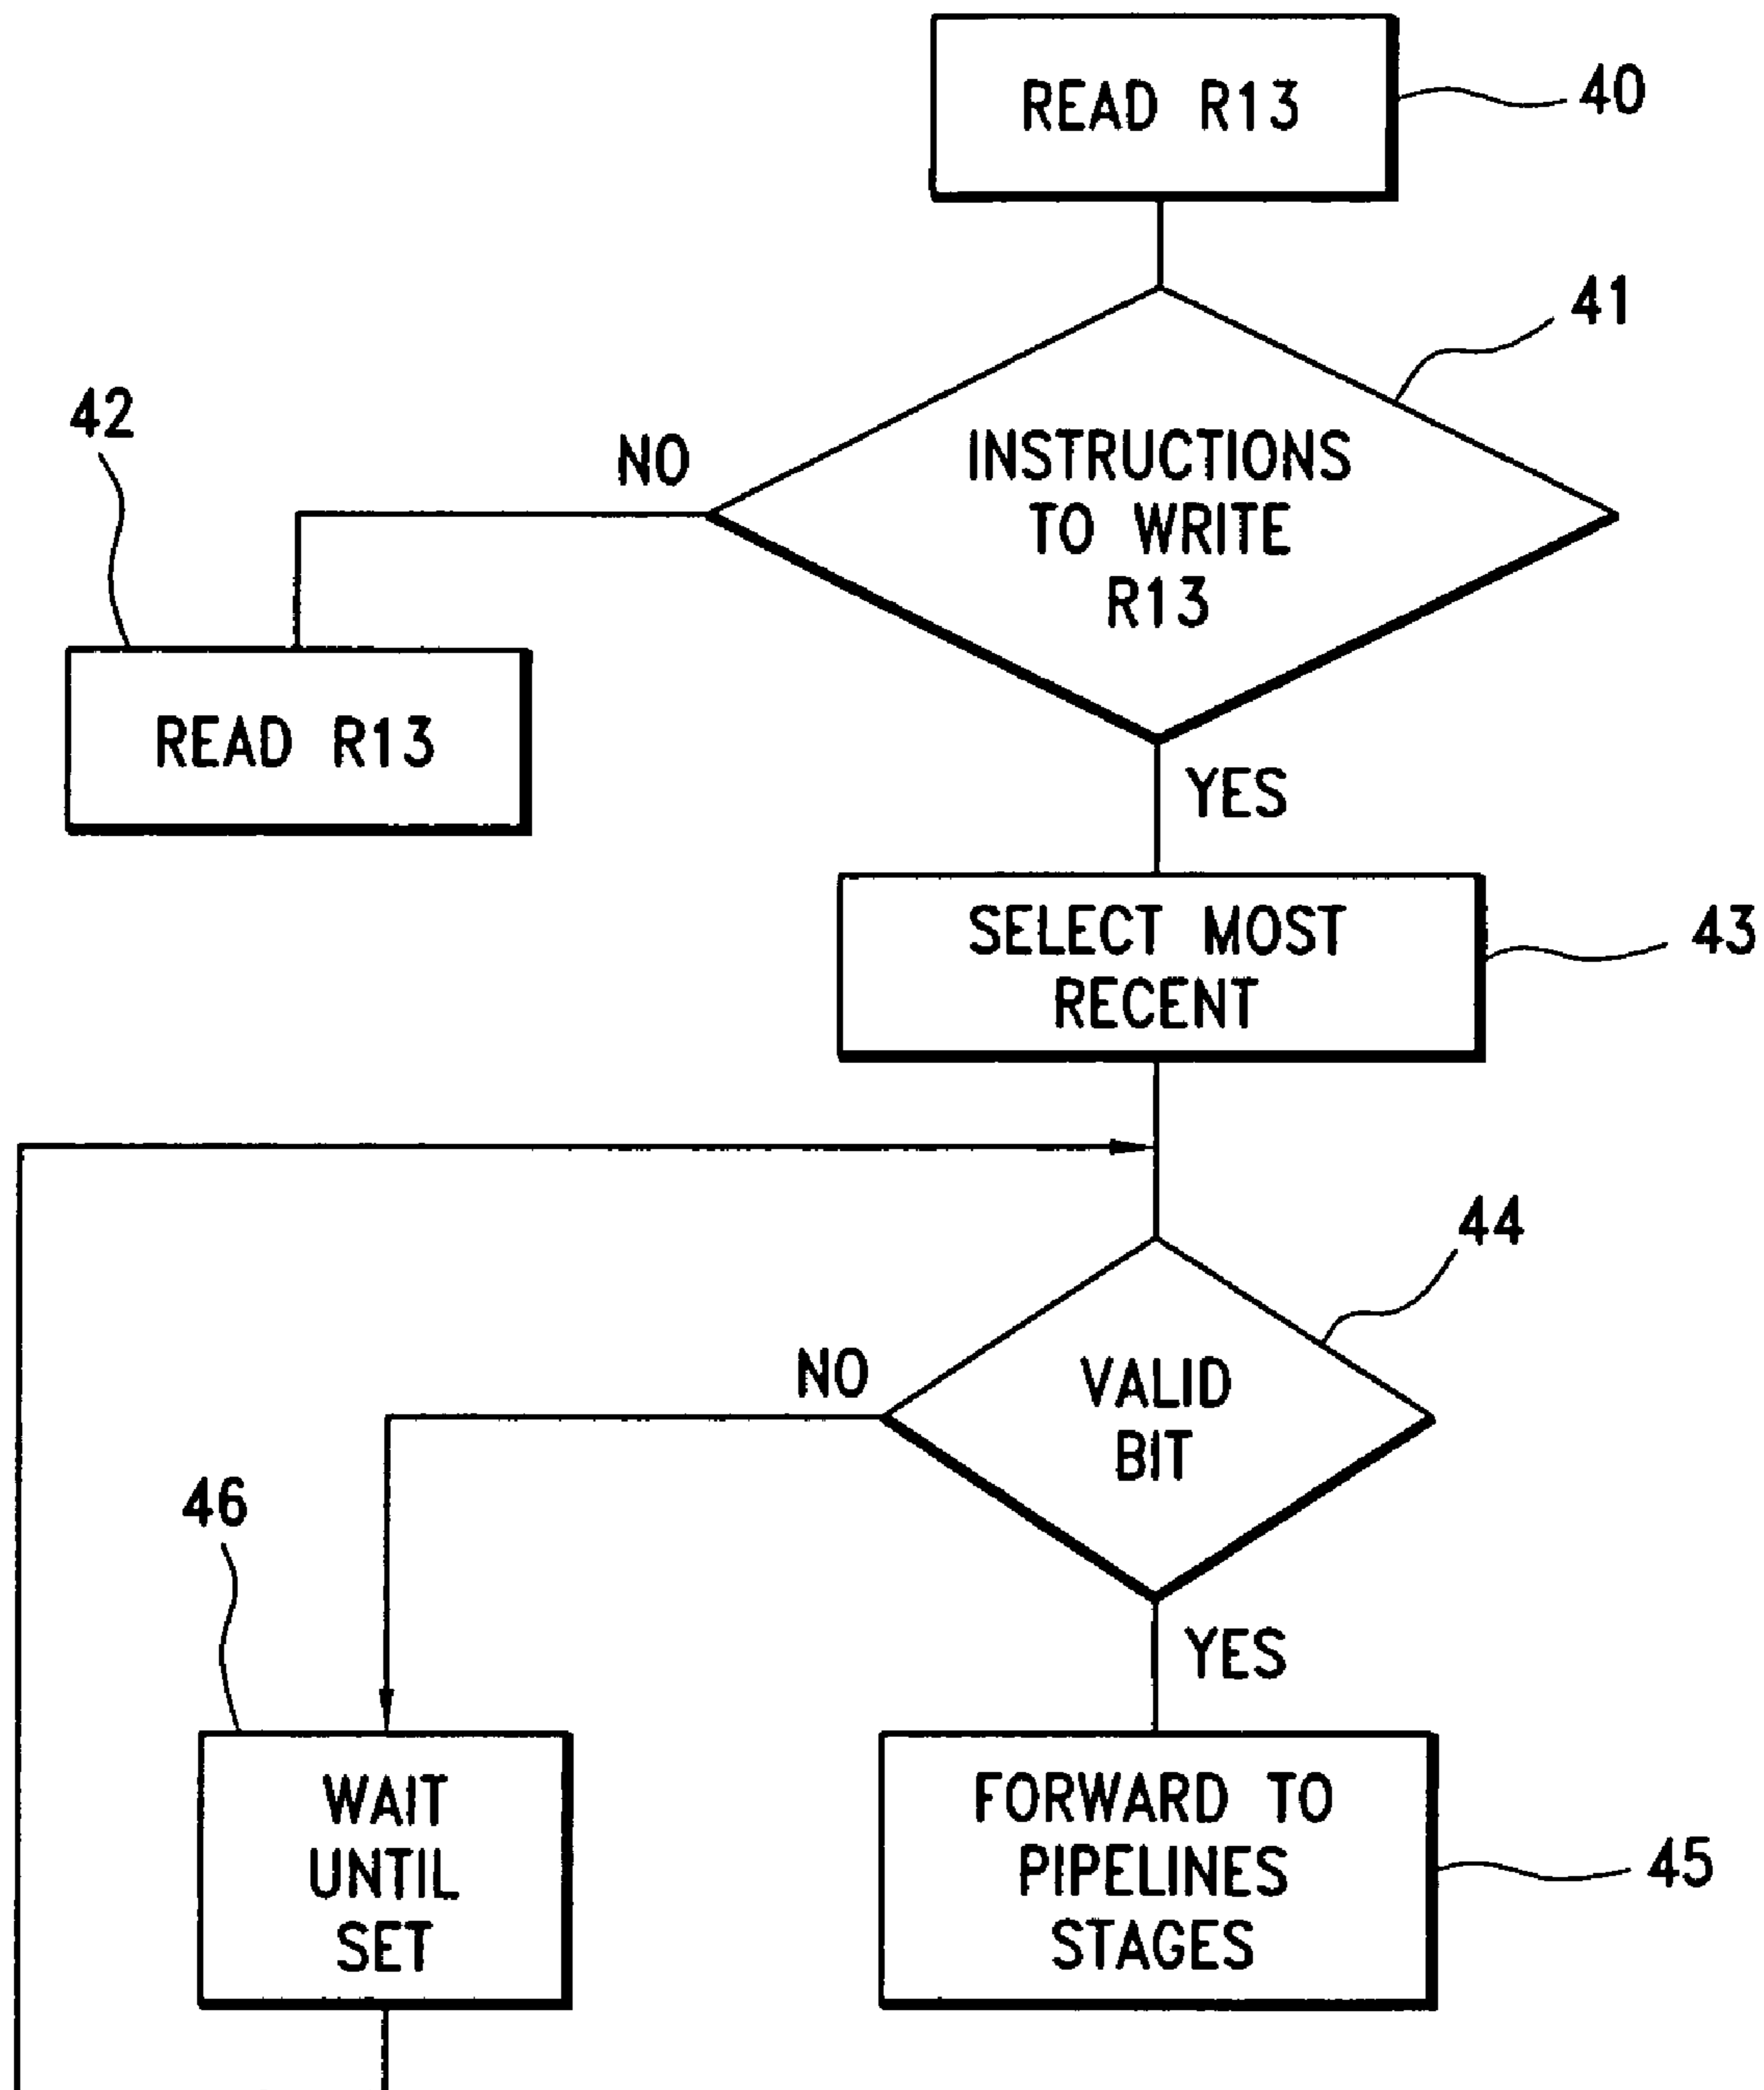 READ R13
40
41
INSTRUCTIONS
TO WRITE
R13
NO
42
READ R13
YES
SELECT MOST
RECENT
43
44
VALID
BIT
NO
46
YES
WAIT
UNTIL
SET
FORWARD TO
PIPELINES
STAGES
45